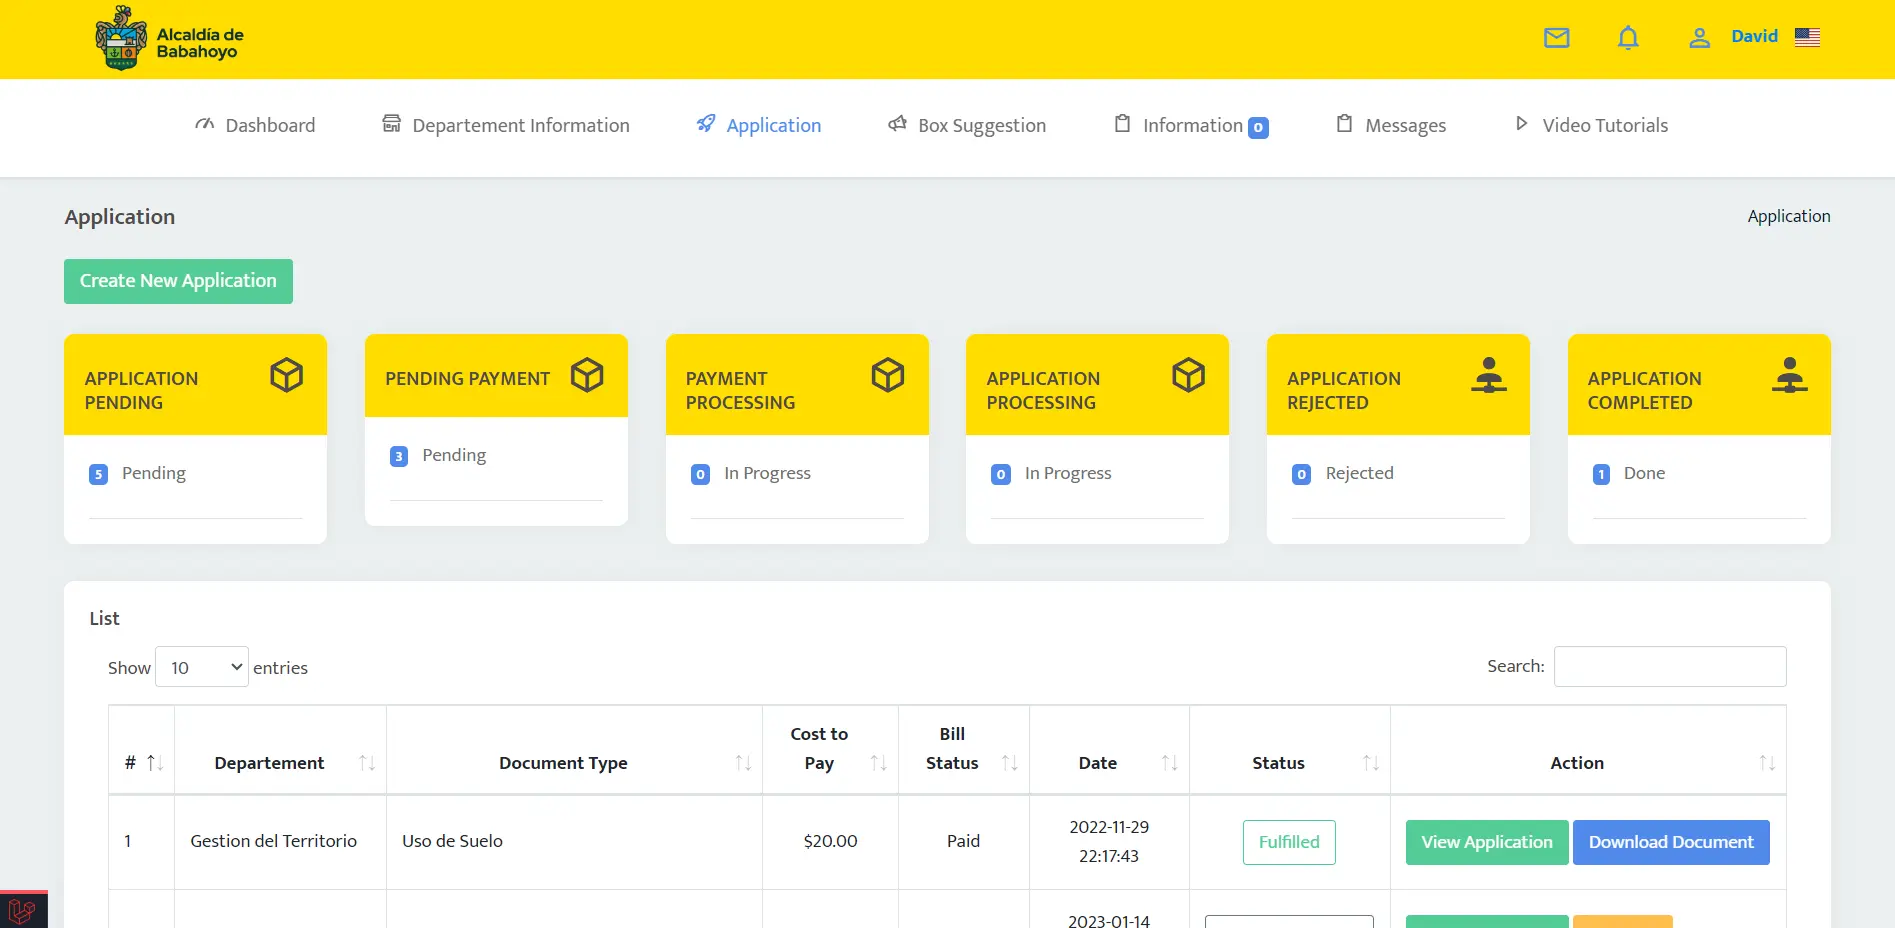 Alcaldía de
Babahoyo
David
Dashboard
Departement Information
Application
Box Suggestion
Information 0
Messages
Video Tutorials
Application
Application
Create New Application
APPLICATION
PENDING
5 Pending
PENDING PAYMENT
3 Pending
PAYMENT
PROCESSING
0 In Progress
APPLICATION
PROCESSING
0 In Progress
APPLICATION
REJECTED
0 Rejected
APPLICATION
COMPLETED
1 Done
List
Show 10 entries
Search:
#
Departement
Document Type
Cost to
Pay
Bill
Status
Date
Status
Action
1
Gestion del Territorio
Uso de Suelo
$20.00
Paid
2022-11-29
22:17:43
Fulfilled
View Application
Download Document
2023-01-14